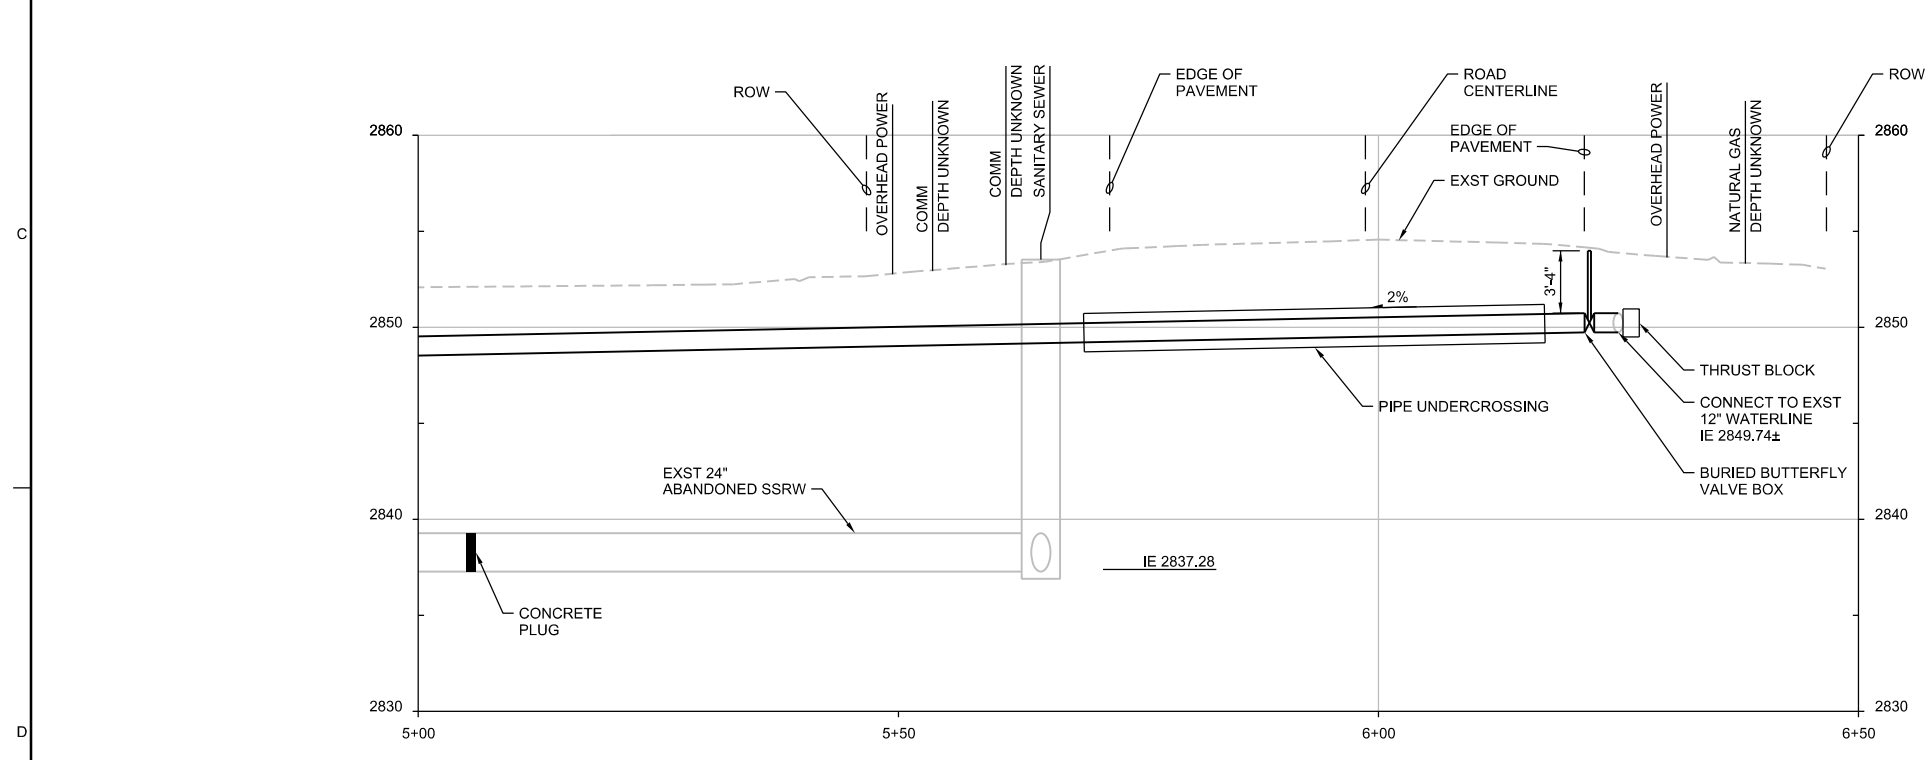 C
D
ROW
OVERHEAD POWER
COMM
DEPTH UNKNOWN
COMM
DEPTH UNKNOWN
SANITARY SEWER
EDGE OF
PAVEMENT
ROAD
CENTERLINE
EDGE OF
PAVEMENT
EXST GROUND
OVERHEAD POWER
NATURAL GAS
DEPTH UNKNOWN
ROW
2860
2860
2850
2850
2840
2840
2830
2830
2%
3'-4"
PIPE UNDERCROSSING
THRUST BLOCK
CONNECT TO EXST
12" WATERLINE
IE 2849.74±
BURIED BUTTERFLY
VALVE BOX
EXST 24"
ABANDONED SSRW
IE 2837.28
CONCRETE
PLUG
5+00
5+50
6+00
6+50